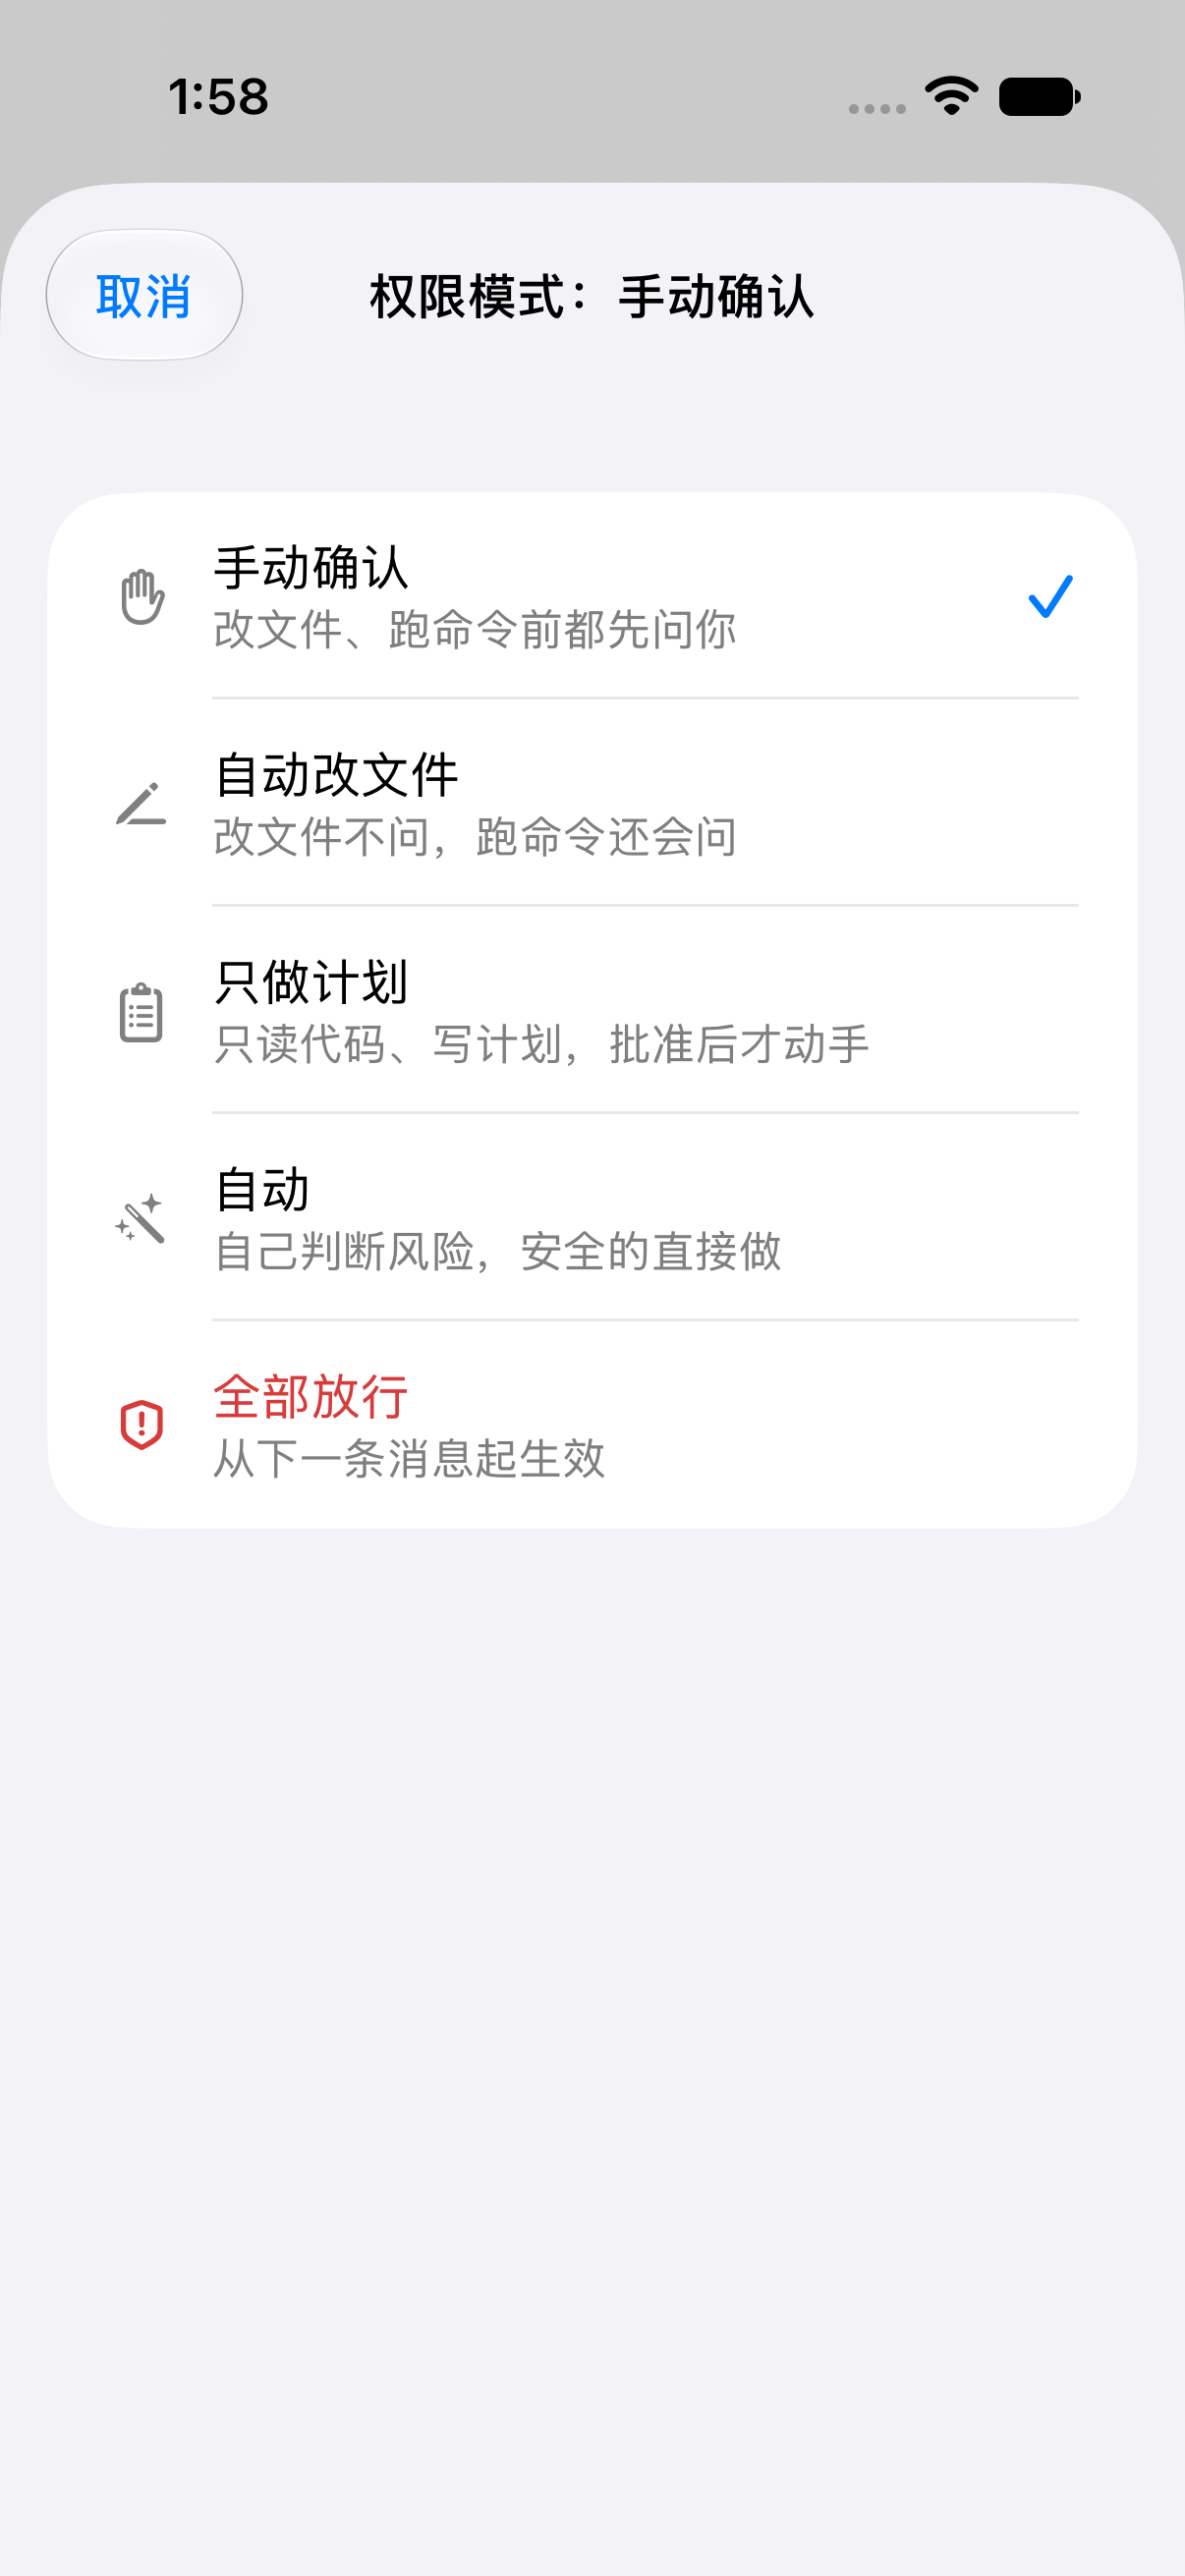 1:58
取消
权限模式：手动确认
手动确认
改文件、跑命令前都先问你
自动改文件
改文件不问，跑命令还会问
只做计划
只读代码、写计划，批准后才动手
自动
自己判断风险，安全的直接做
全部放行
从下一条消息起生效